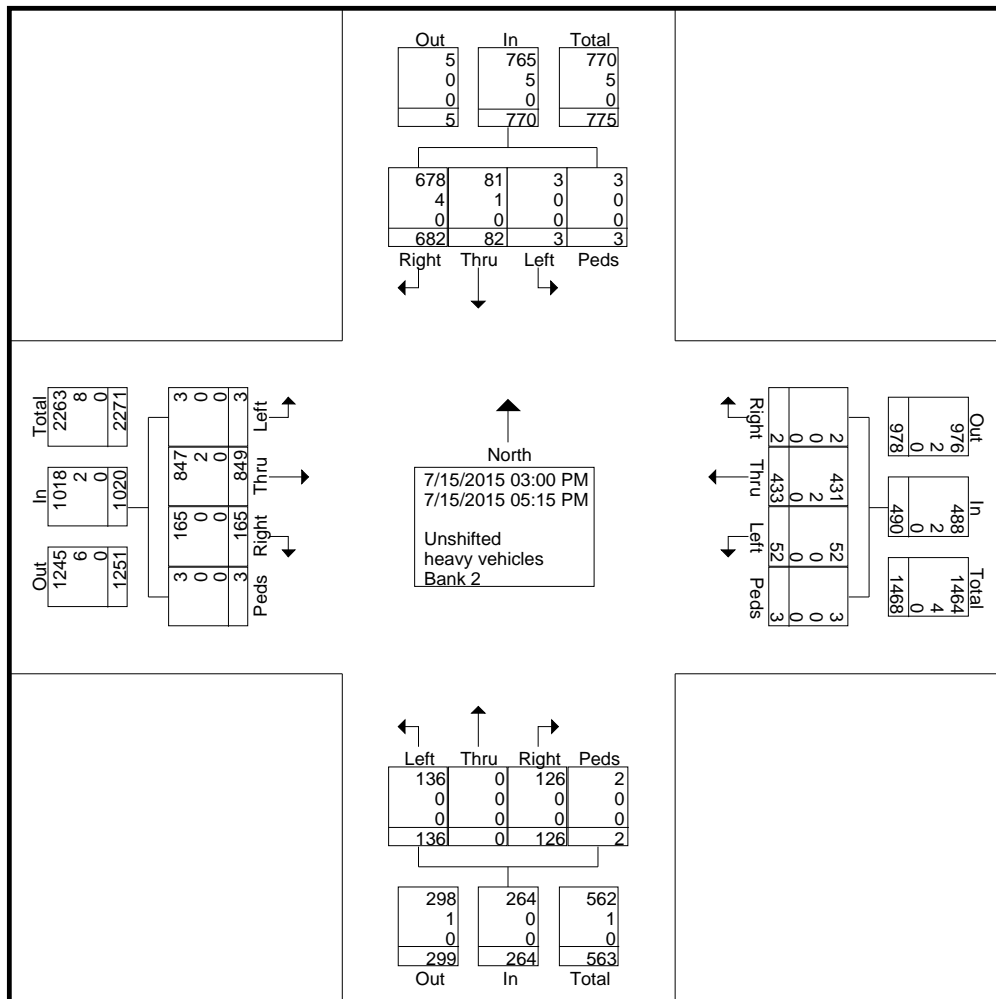 Out In Total
5 765 770
0 5 5
0 0 0
5 770 775
678 81 3 3
4 1 0 0
0 0 0 0
682 82 3 3
Right Thru Left Peds
Total
2263
8
0
2271
In
1018
2
0
1020
Out
1245
6
0
1251
3 0 0 3 Left
847 2 0 849 Thru
165 0 0 165 Right
3 0 0 3 Peds
North
7/15/2015 03:00 PM
7/15/2015 05:15 PM
Unshifted
heavy vehicles
Bank 2
Right 2 0 0 2
Thru 433 0 2 431
Left 52 0 0 52
Peds 3 0 0 3
Out
976
2
0
978
In
488
2
0
490
Total
1464
4
0
1468
Left Thru Right Peds
136 0 126 2
0 0 0 0
0 0 0 0
136 0 126 2
298 264 562
1 0 1
0 0 0
299 264 563
Out In Total